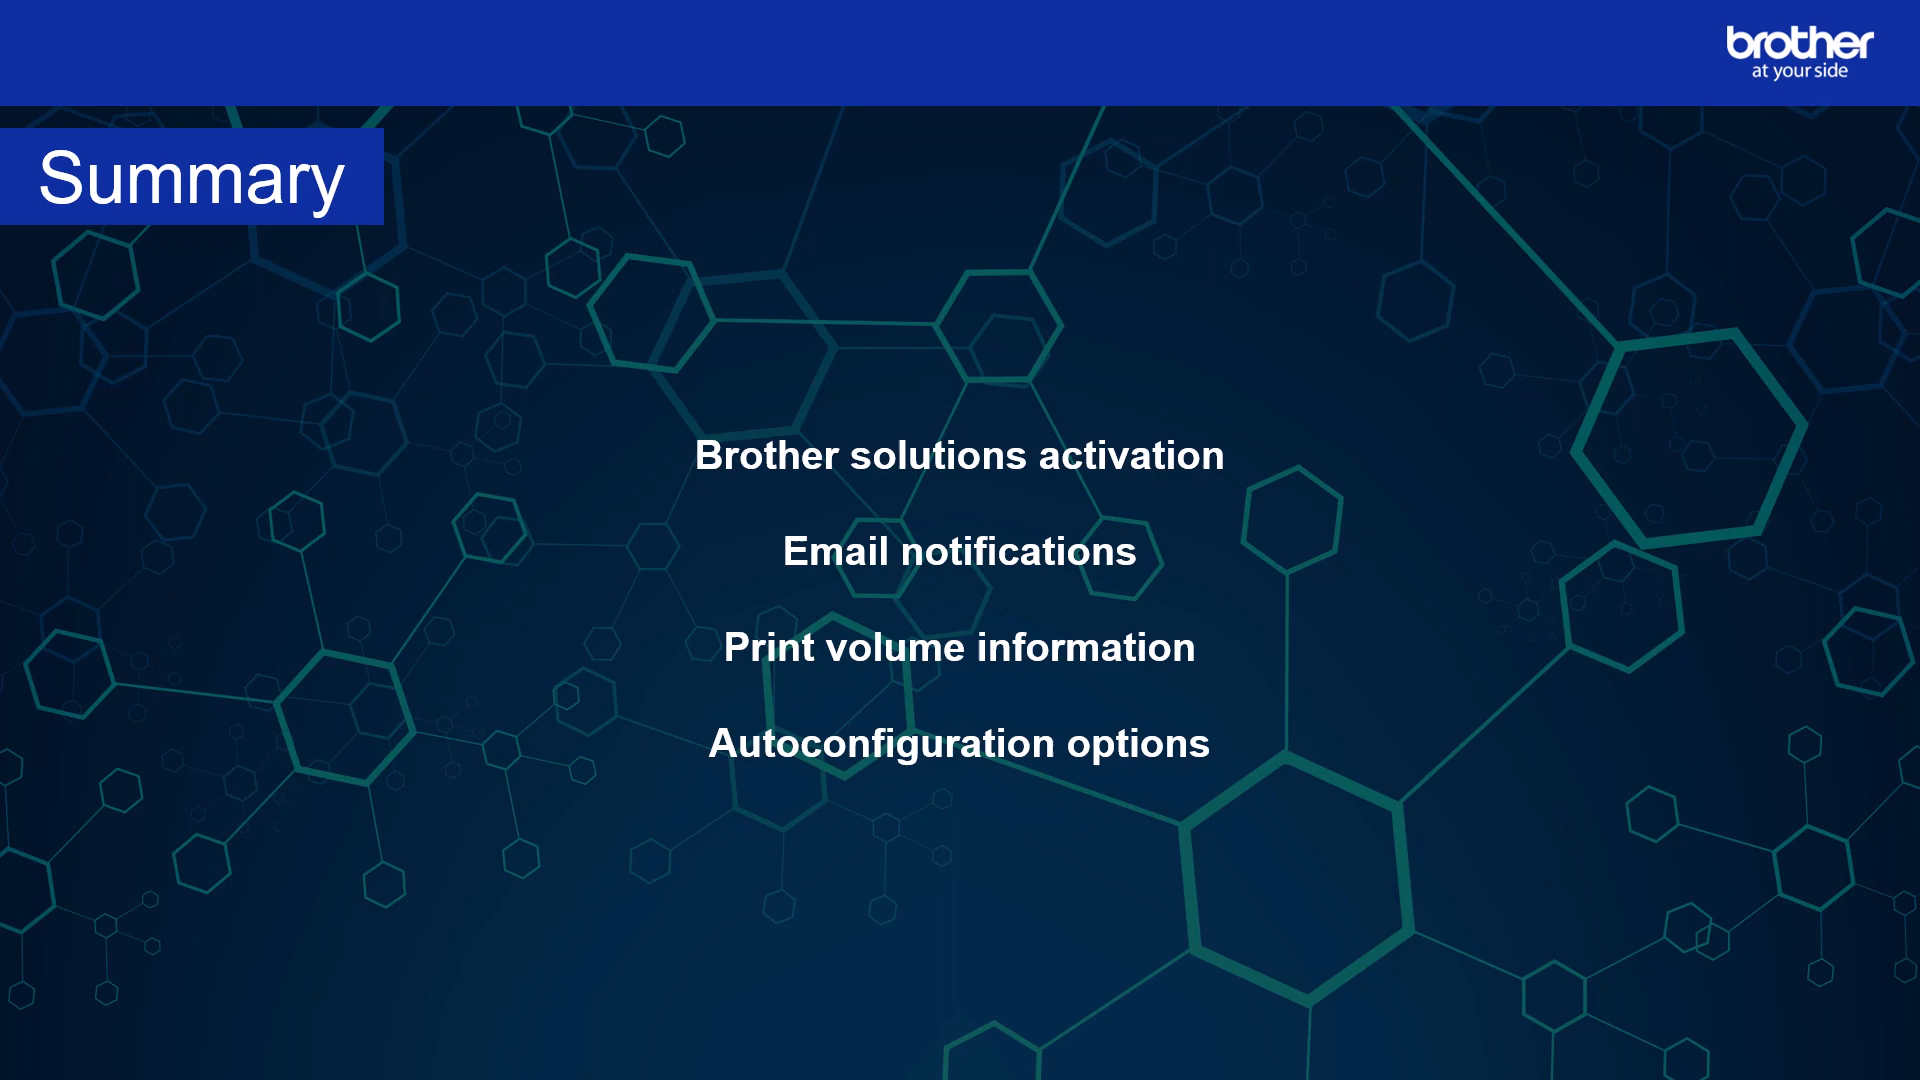 brother
at your side
Summary
Brother solutions activation
Email notifications
Print volume information
Autoconfiguration options